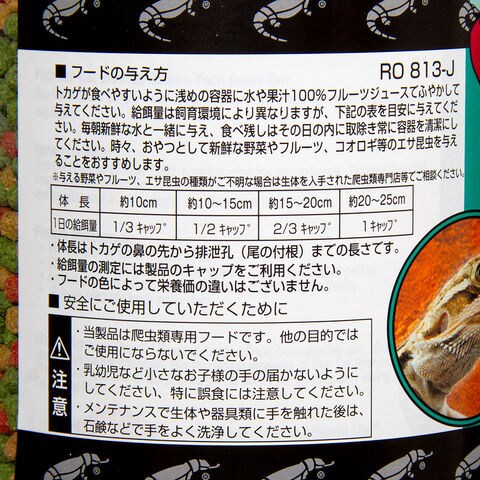 ■ フードの与え方 RO 813-J
トカゲが食べやすいように浅めの容器に水や果汁100%フルーツジュースでふやかして
与えてください。給餌量は飼育環境により異なりますが、下記の表を目安に与えてくだ
さい。毎朝新鮮な水と一緒に与え、食べ残しはその日の内に取除き常に容器を清潔にし
てください。時々、おやつとして新鮮な野菜やフルーツ、コオロギ等のエサ昆虫を与え
ることをおすすめします。
※与える野菜やフルーツ、エサ昆虫の種類がご不明な場合は生体を入手された爬虫類専門店等でご相談ください。
体 長 約10cm 約10~15cm 約15~20cm 約20~25cm
1日の給餌量 1/3 キャップ 1/2 キャップ 2/3 キャップ 1 キャップ
・体長はトカゲの鼻の先から排泄孔（尾の付根）までの長さです。
・給餌量の測定には製品のキャップをご利用ください。
・フードの色によって栄養価の違いはございません。
■ 安全にご使用していただくために
注意
・当製品は爬虫類専用フードです。他の目的では
ご使用にならないでください。
・乳幼児など小さなお子様の手の届かないように
してください、特に誤食には注意してください。
・メンテナンスで生体や器具類に手を触れた後は、
石鹸などで手をよく洗浄してください。